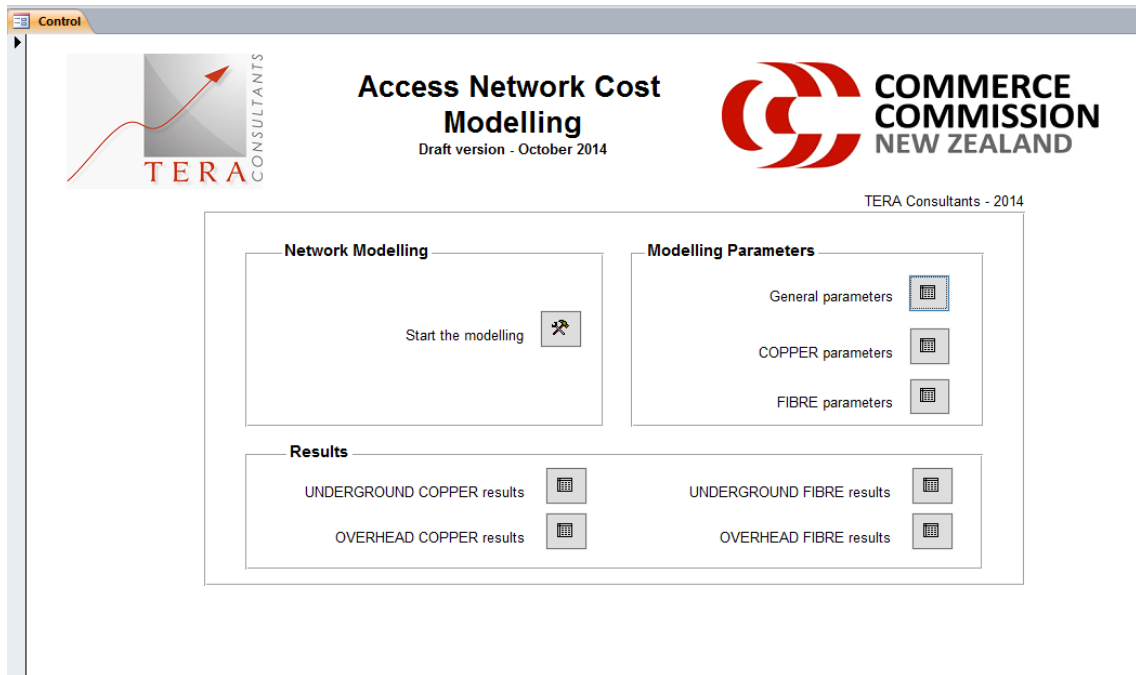 Control
TERA
CONSULTANTS
Access Network Cost
Modelling
Draft version - October 2014
COMMERCE
COMMISSION
NEW ZEALAND
TERA Consultants - 2014
Network Modelling
Start the modelling
Modelling Parameters
General parameters
COPPER parameters
FIBRE parameters
Results
UNDERGROUND COPPER results
UNDERGROUND FIBRE results
OVERHEAD COPPER results
OVERHEAD FIBRE results